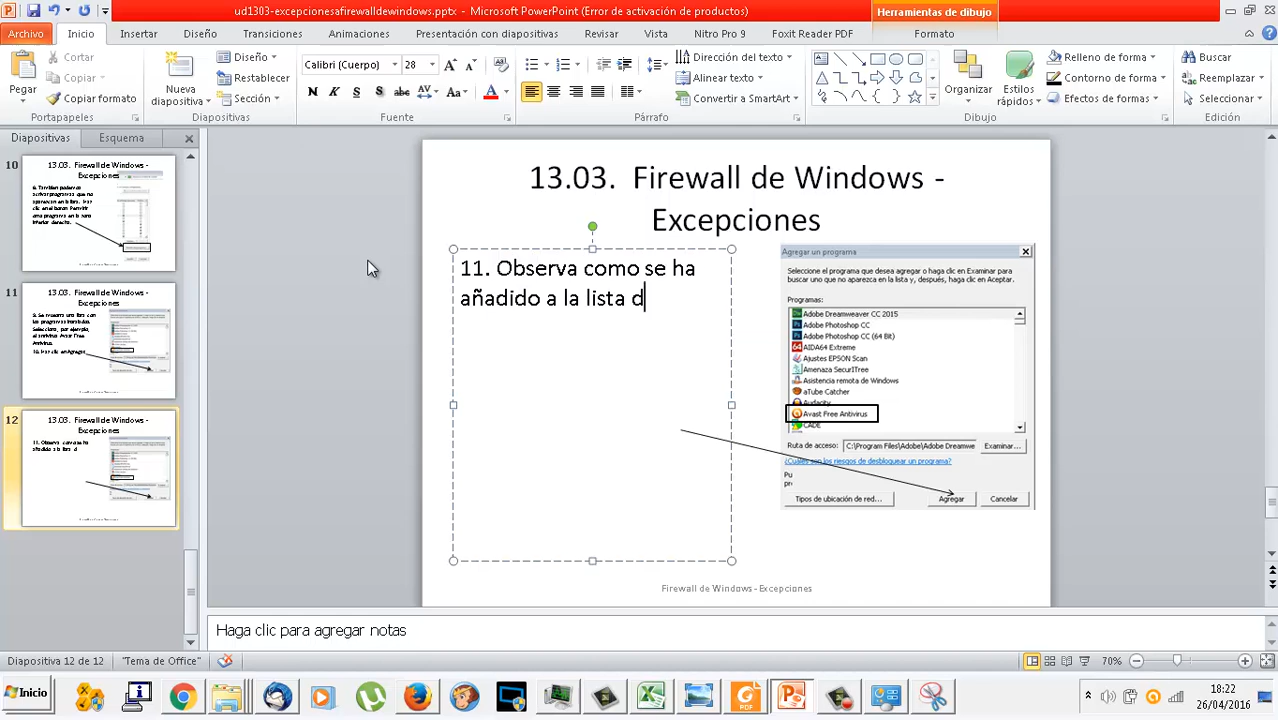 ud1303-excepcionesafirewalldewindows.pptx - Microsoft PowerPoint (Error de activación de productos)
Herramientas de dibujo
Archivo Inicio Insertar Diseño Transiciones Animaciones Presentación con diapositivas Revisar Vista Nitro Pro 9 Foxit Reader PDF Formato
Pegar
Cortar
Copiar
Copiar formato
Portapapeles
Nueva diapositiva
Diseño
Restablecer
Sección
Diapositivas
Calibri (Cuerpo) 28
Fuente
Dirección del texto
Alinear texto
Convertir a SmartArt
Párrafo
Organizar
Estilos rápidos
Relleno de forma
Contorno de forma
Efectos de formas
Dibujo
Buscar
Reemplazar
Seleccionar
Edición
Diapositivas Esquema
10
13.03. Firewall de Windows -
Excepciones
11
13.03. Firewall de Windows -
Excepciones
12
13.03. Firewall de Windows -
Excepciones
11. Observa como se ha
añadido a la lista d
13.03. Firewall de Windows -
Excepciones
11. Observa como se ha
añadido a la lista d
Agregar un programa
Seleccione el programa que desea agregar o haga clic en Examinar para
buscar uno que no aparezca en la lista y, después, haga clic en Aceptar.
Programas:
Adobe Dreamweaver CC 2015
Adobe Photoshop CC
Adobe Photoshop CC (64 Bit)
AIDA64 Extreme
Ajustes EPSON Scan
Amenaza SecurITree
Asistencia remota de Windows
aTube Catcher
Audacity
Avast Free Antivirus
CADE
Ruta de acceso: C:\Program Files\Adobe\Adobe Dreamwe Examinar...
¿Cuáles son los riesgos de desbloquear un programa?
Tipos de ubicación de red... Agregar Cancelar
Firewall de Windows - Excepciones
Haga clic para agregar notas
Diapositiva 12 de 12 "Tema de Office" 70%
Inicio
18:22
26/04/2016